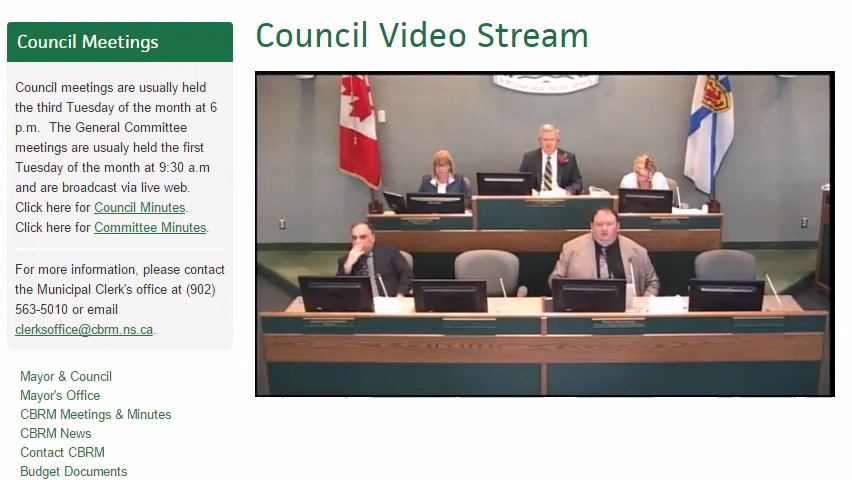 Council Meetings
Council meetings are usually held
the third Tuesday of the month at 6
p.m. The General Committee
meetings are usualy held the first
Tuesday of the month at 9:30 a.m
and are broadcast via live web.
Click here for Council Minutes.
Click here for Committee Minutes.
For more information, please contact
the Municipal Clerk's office at (902)
563-5010 or email
clerksoffice@cbrm.ns.ca.
Mayor & Council
Mayor's Office
CBRM Meetings & Minutes
CBRM News
Contact CBRM
Budget Documents
Council Video Stream